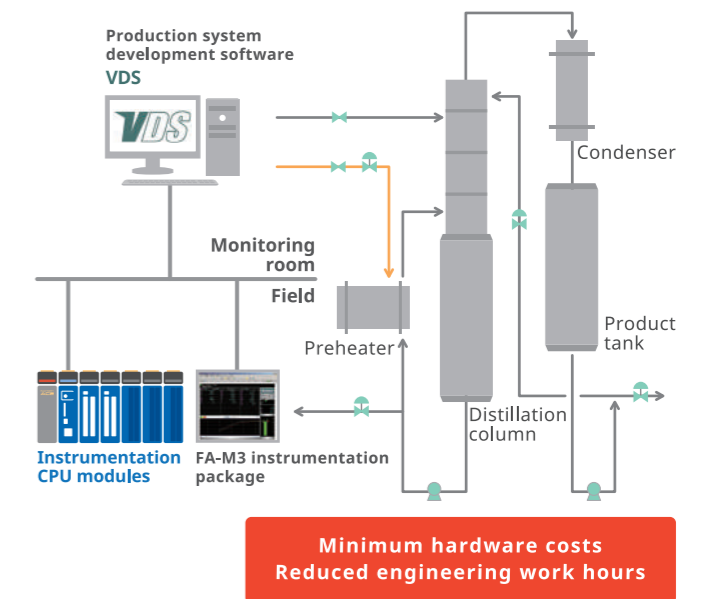 Production system
development software
VDS
VDS
Condenser
Monitoring
room
Field
Preheater
Product
tank
Distillation
column
Instrumentation
CPU modules
FA-M3 instrumentation
package
Minimum hardware costs
Reduced engineering work hours